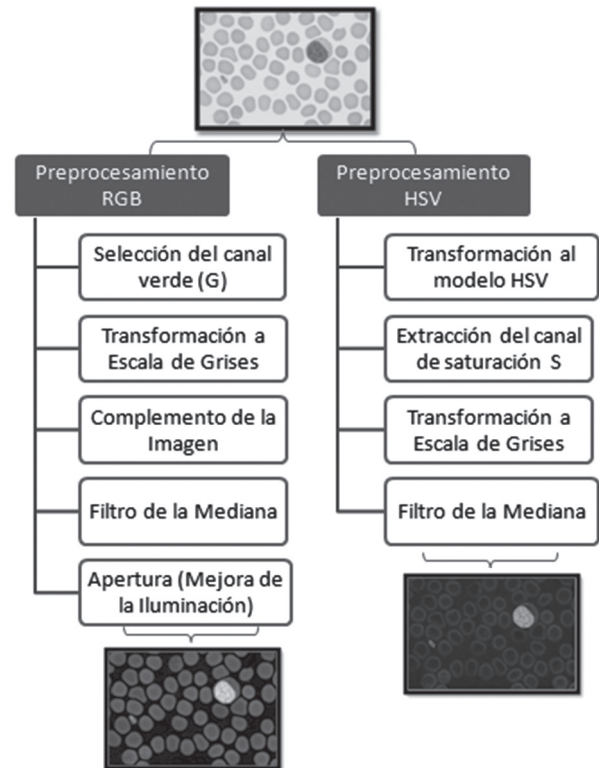 Preprocesamiento
RGB
Selección del canal
verde (G)
Transformación a
Escala de Grises
Complemento de la
Imagen
Filtro de la Mediana
Apertura (Mejora de
la Iluminación)
Preprocesamiento
HSV
Transformación al
modelo HSV
Extracción del canal
de saturación S
Transformación a
Escala de Grises
Filtro de la Mediana